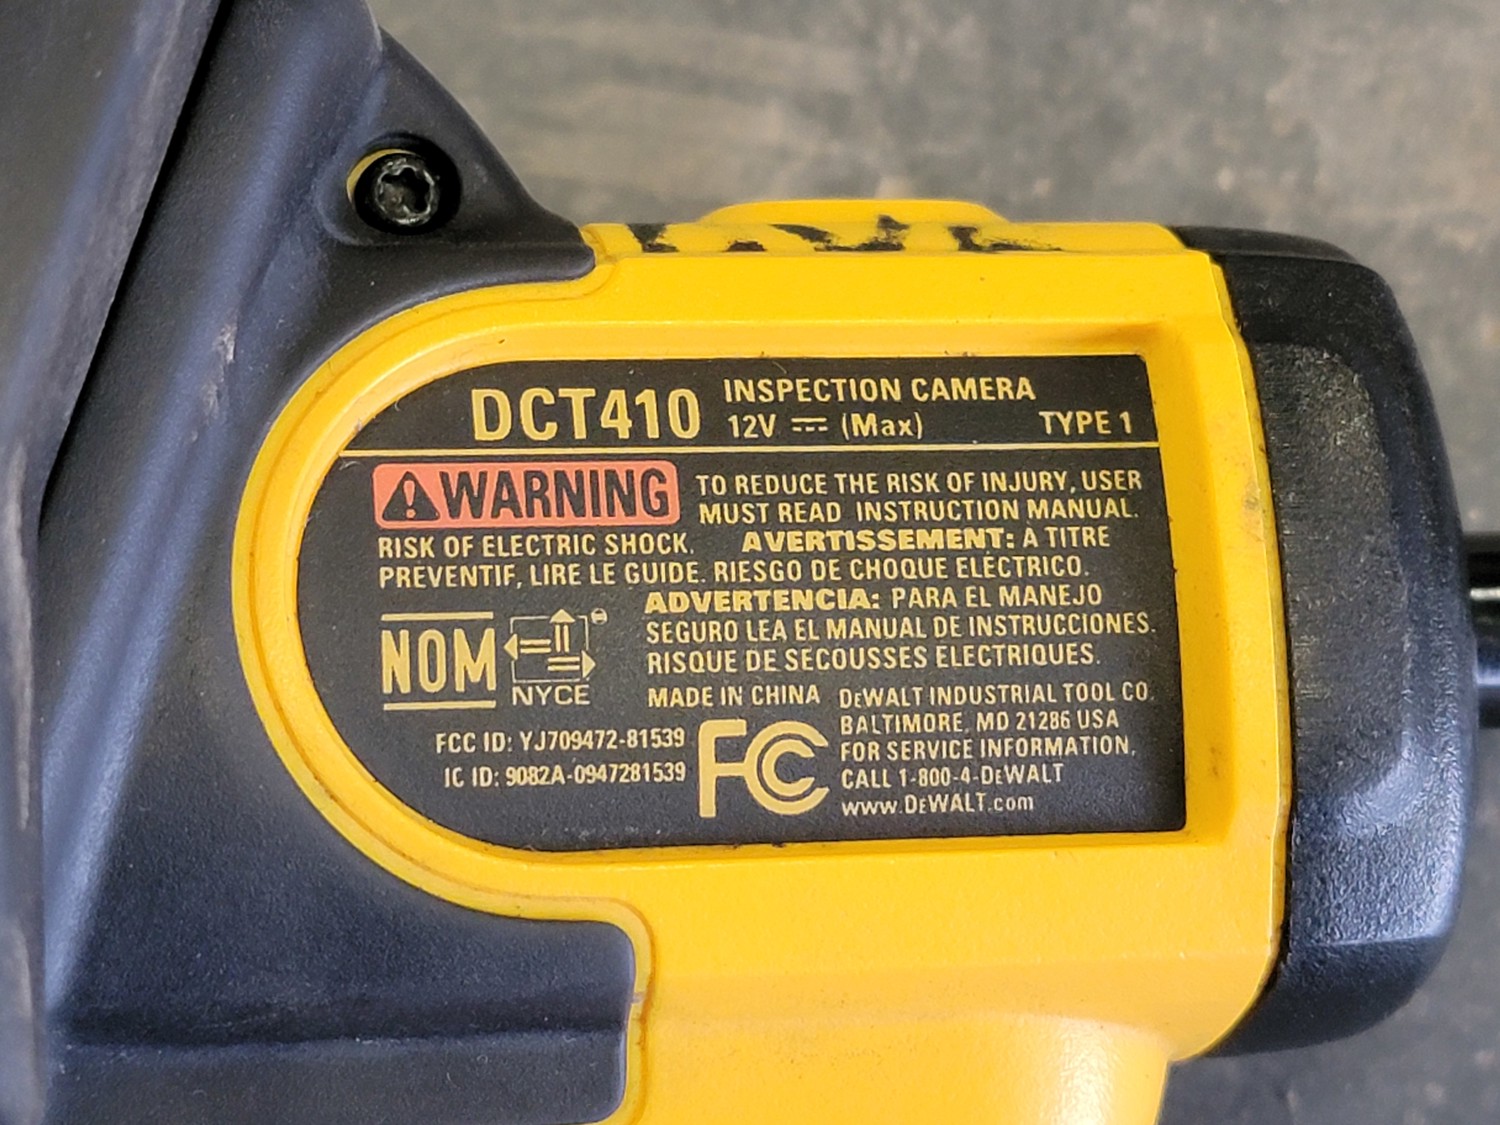 DCT410 INSPECTION CAMERA
12V ⎓ (Max) TYPE 1
WARNING TO REDUCE THE RISK OF INJURY, USER
MUST READ INSTRUCTION MANUAL.
RISK OF ELECTRIC SHOCK. AVERTISSEMENT: À TITRE
PREVENTIF, LIRE LE GUIDE. RIESGO DE CHOQUE ELÉCTRICO.
ADVERTENCIA: PARA EL MANEJO
SEGURO LEA EL MANUAL DE INSTRUCCIONES.
RISQUE DE SECOUSSES ELECTRIQUES.
NOM
NYCE
MADE IN CHINA DEWALT INDUSTRIAL TOOL CO.
BALTIMORE, MD 21286 USA
FOR SERVICE INFORMATION,
CALL 1-800-4-DEWALT
www.DEWALT.com
FCC ID: YJ709472-81539
IC ID: 9082A-0947281539
FC